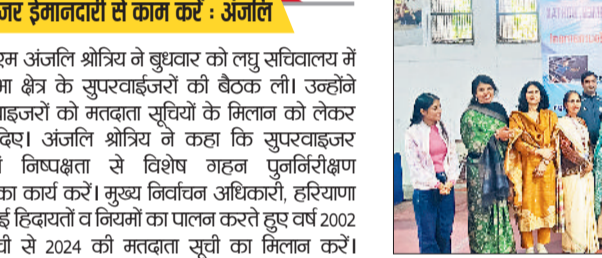 जर ईमानदारी से काम करें : अंजलि
एम अंजलि श्रोत्रिय ने बुधवार को लघु सचिवालय में
भा क्षेत्र के सुपरवाईजरों की बैठक ली। उन्होंने
वाइजरों को मतदाता सूचियों के मिलान को लेकर
दिए। अंजलि श्रोत्रिय ने कहा कि सुपरवाइजर
निष्पक्षता से विशेष गहन पुनर्निरीक्षण
का कार्य करें। मुख्य निर्वाचन अधिकारी, हरियाणा
ई हिदायतों व नियमों का पालन करते हुए वर्ष 2002
ची से 2024 की मतदाता सूची का मिलान करें।